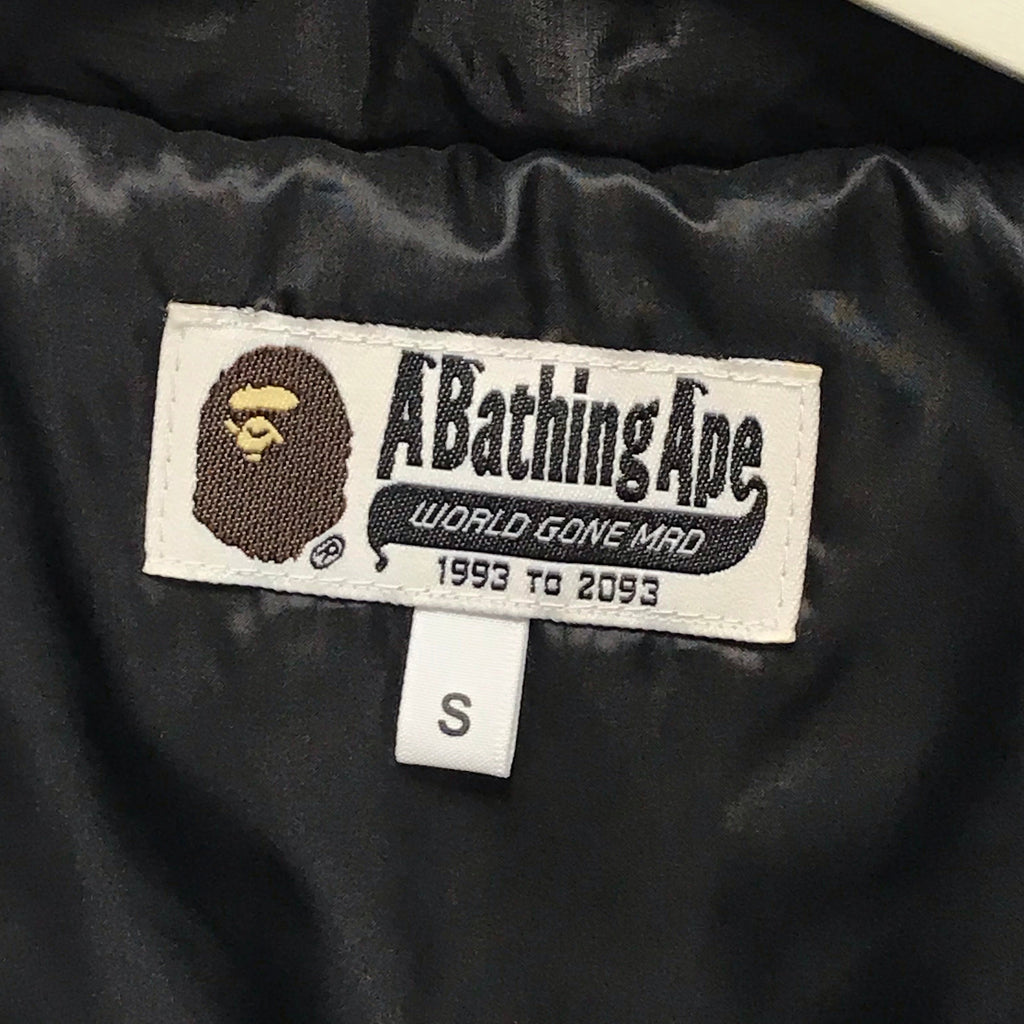 A Bathing Ape
WORLD GONE MAD
1993 TO 2093
®
S